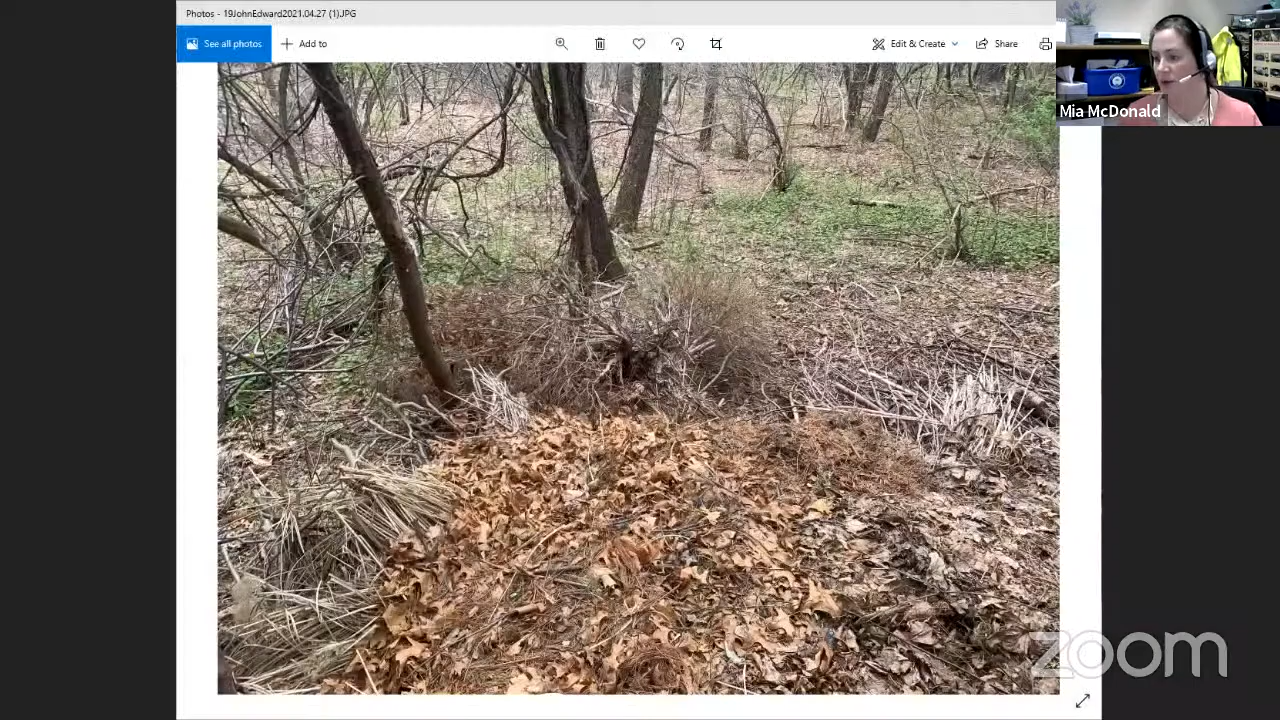 Photos - 19JohnEdward2021.04.27 (1).JPG
See all photos
Add to
Edit & Create
Share
Mia McDonald
zoom